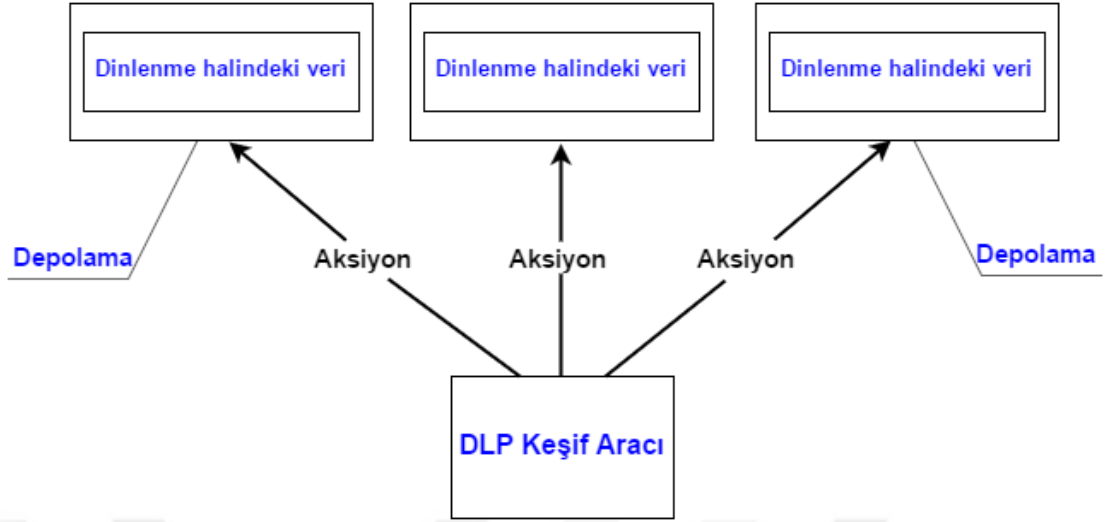 Dinlenme halindeki veri
Dinlenme halindeki veri
Dinlenme halindeki veri
Depolama
Aksiyon
Aksiyon
Aksiyon
Depolama
DLP Keşif Aracı